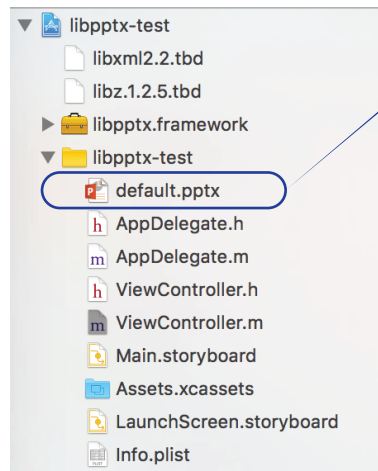 libpptx-test
libxml2.2.tbd
libz.1.2.5.tbd
libpptx.framework
libpptx-test
default.pptx
h AppDelegate.h
m AppDelegate.m
h ViewController.h
m ViewController.m
Main.storyboard
Assets.xcassets
LaunchScreen.storyboard
Info.plist